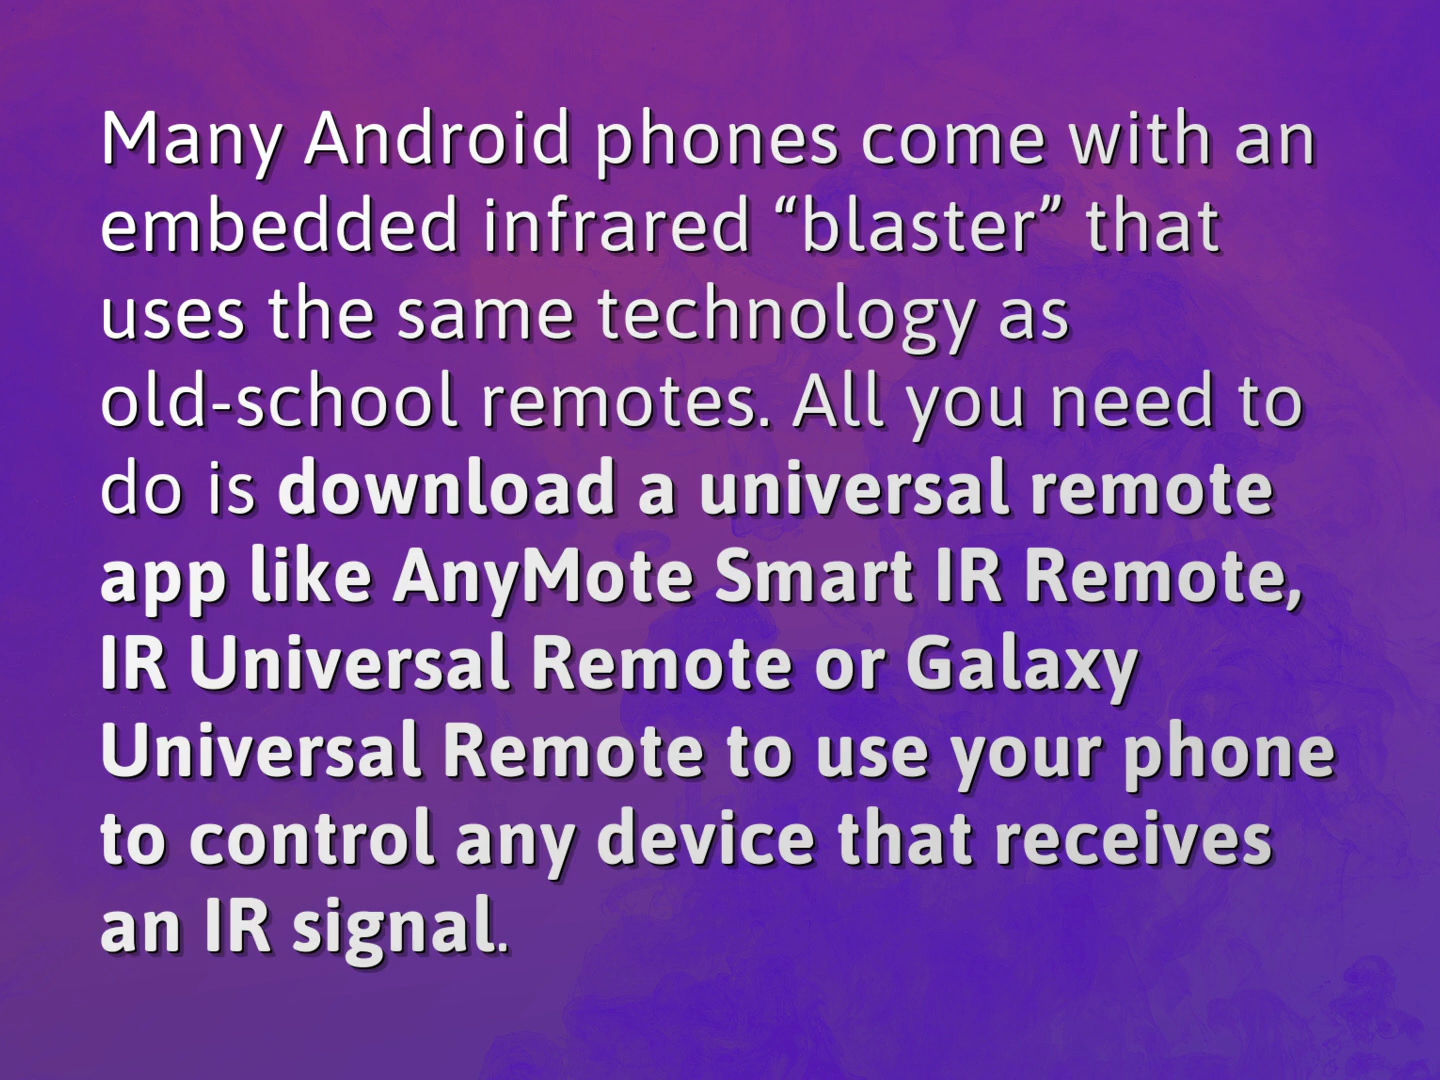 Many Android phones come with an
embedded infrared “blaster” that
uses the same technology as
old-school remotes. All you need to
do is download a universal remote
app like AnyMote Smart IR Remote,
IR Universal Remote or Galaxy
Universal Remote to use your phone
to control any device that receives
an IR signal.